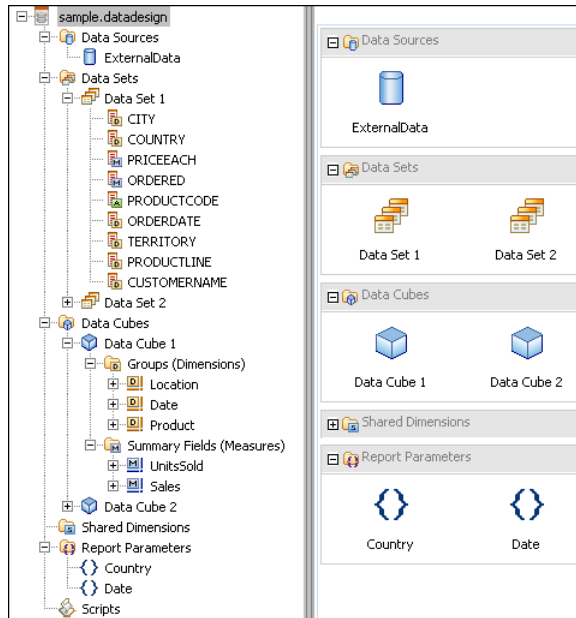 sample.datadesign
Data Sources
ExternalData
Data Sets
Data Set 1
CITY
COUNTRY
PRICEEACH
ORDERED
PRODUCTCODE
ORDERDATE
TERRITORY
PRODUCTLINE
CUSTOMERNAME
Data Set 2
Data Cubes
Data Cube 1
Groups (Dimensions)
Location
Date
Product
Summary Fields (Measures)
UnitsSold
Sales
Data Cube 2
Shared Dimensions
Report Parameters
Country
Date
Scripts
Data Sources
ExternalData
Data Sets
Data Set 1 Data Set 2
Data Cubes
Data Cube 1 Data Cube 2
Shared Dimensions
Report Parameters
Country Date